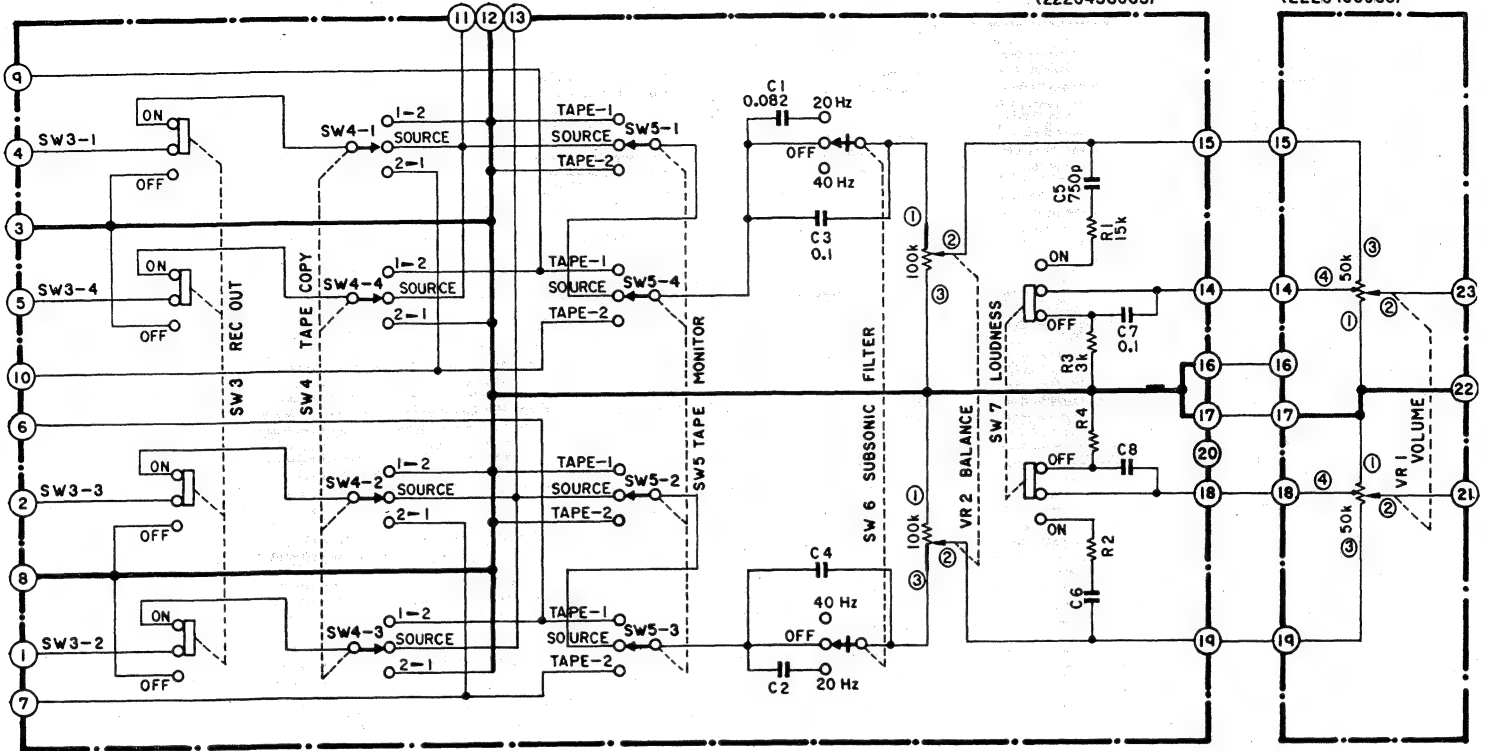 11 12 13
9
ON
SW3-1
4
OFF
3
ON
SW3-4
5
OFF
10
6
ON
SW3-3
2
OFF
8
ON
SW3-2
1
OFF
7
SW3 REC OUT
SW4 TAPE COPY
SW4-1
1-2
SOURCE
2-1
SW4-4
1-2
SOURCE
2-1
SW4-2
1-2
SOURCE
2-1
SW4-3
1-2
SOURCE
2-1
TAPE-1
SOURCE
TAPE-2
SW5-1
TAPE-1
SOURCE
TAPE-2
SW5-4
TAPE-1
SOURCE
TAPE-2
SW5-2
TAPE-1
SOURCE
TAPE-2
SW5-3
SW5 TAPE MONITOR
C1
0.082
20 Hz
OFF
40 Hz
C3
0.1
C4
40 Hz
OFF
20 Hz
C2
SW 6 SUBSONIC FILTER
1
100k
2
3
1
100k
2
3
VR 2 BALANCE
SW7 LOUDNESS
C5
750p
R1
15k
ON
OFF
C7
0.1
R3
3k
R4
OFF
C8
ON
R2
C6
15
14
16
17
20
18
19
15
14
16
17
18
19
3
50k
4
2
1
1
4
2
50k
3
VR 1
VOLUME
23
22
21